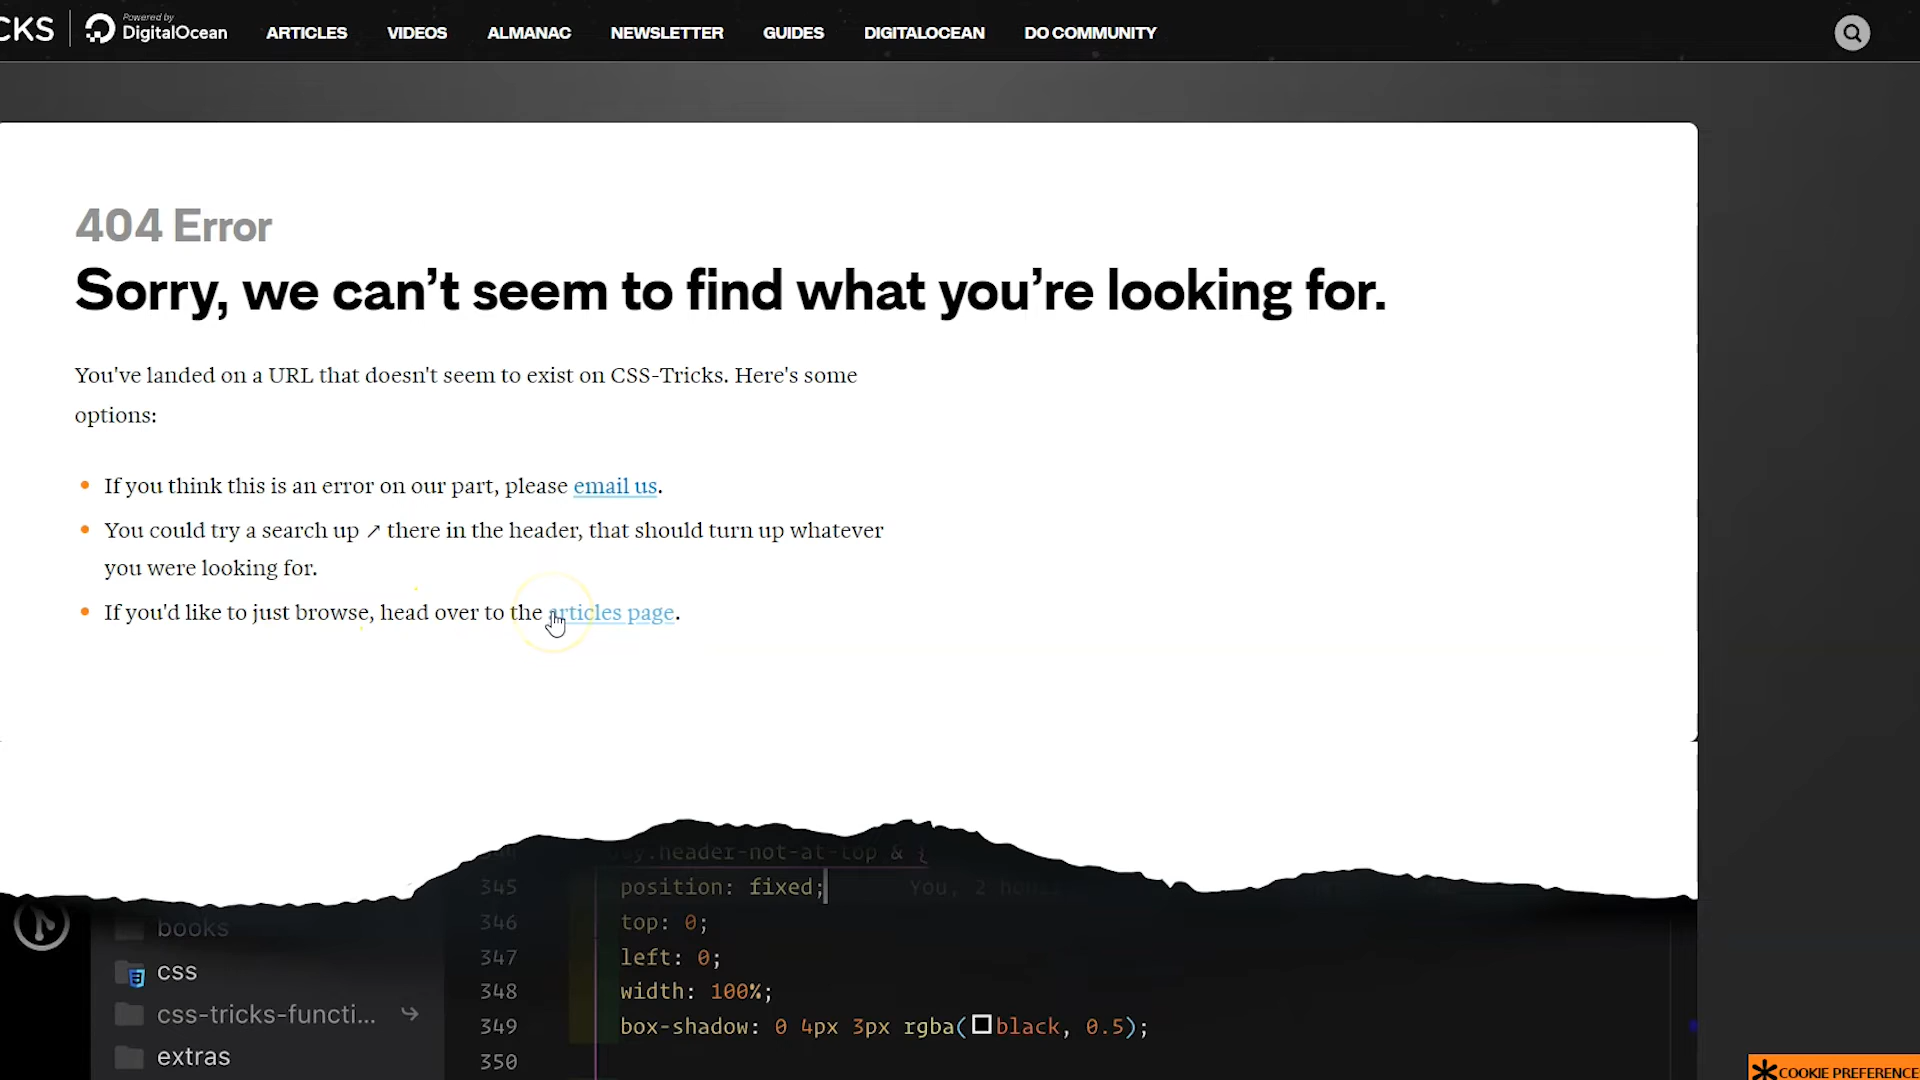 CKS
Powered by
DigitalOcean
ARTICLES
VIDEOS
ALMANAC
NEWSLETTER
GUIDES
DIGITALOCEAN
DO COMMUNITY
404 Error
Sorry, we can’t seem to find what you’re looking for.
You've landed on a URL that doesn't seem to exist on CSS-Tricks. Here's some
options:
If you think this is an error on our part, please email us.
You could try a search up ↗ there in the header, that should turn up whatever
you were looking for.
If you'd like to just browse, head over to the articles page.
.header-not-at-top & {
345 position: fixed; You, 2
346 top: 0;
347 left: 0;
348 width: 100%;
349 box-shadow: 0 4px 3px rgba(black, 0.5);
350
books
css
css-tricks-functi...
extras
COOKIE PREFERENCE